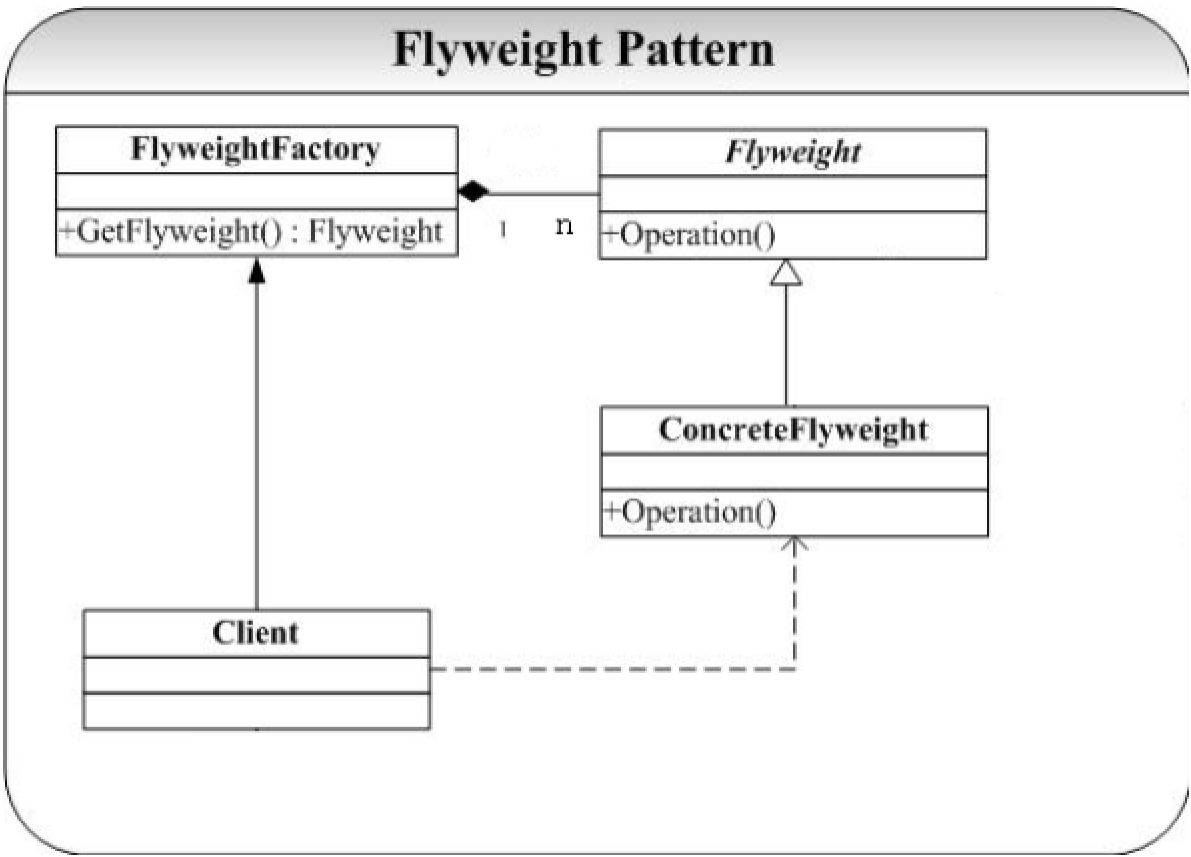 Flyweight Pattern
FlyweightFactory
+GetFlyweight() : Flyweight
1
n
Flyweight
+Operation()
ConcreteFlyweight
+Operation()
Client